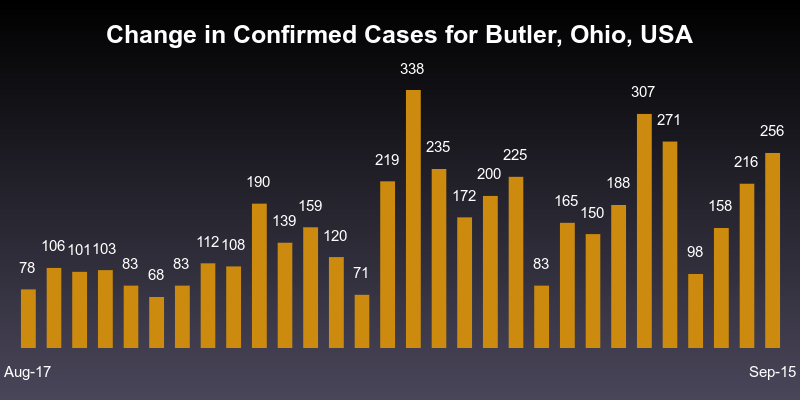 Change in Confirmed Cases for Butler, Ohio, USA
78 106 101 103 83 68 83 112 108 190 139 159 120 71 219 338 235 172 200 225 83 165 150 188 307 271 98 158 216 256
Aug-17 Sep-15